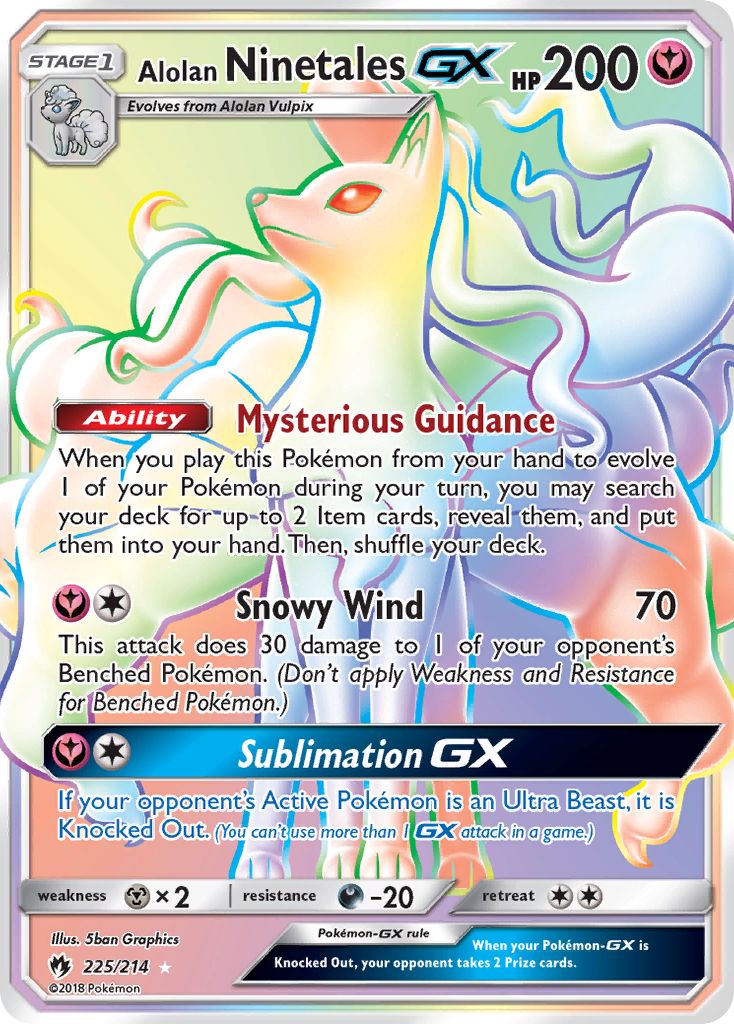 STAGE 1
Alolan Ninetales GX HP 200
Evolves from Alolan Vulpix
Ability Mysterious Guidance
When you play this Pokémon from your hand to evolve
1 of your Pokémon during your turn, you may search
your deck for up to 2 Item cards, reveal them, and put
them into your hand. Then, shuffle your deck.
Snowy Wind 70
This attack does 30 damage to 1 of your opponent's
Benched Pokémon. (Don't apply Weakness and Resistance
for Benched Pokémon.)
Sublimation GX
If your opponent's Active Pokémon is an Ultra Beast, it is
Knocked Out. (You can't use more than 1 GX attack in a game.)
weakness ×2 resistance -20 retreat
Illus. 5ban Graphics
225/214
©2018 Pokémon
Pokémon-GX rule
When your Pokémon-GX is
Knocked Out, your opponent takes 2 Prize cards.